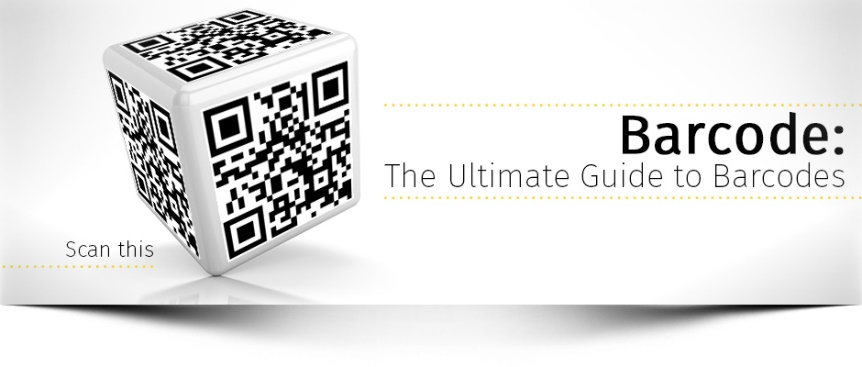 Barcode:
The Ultimate Guide to Barcodes
Scan this